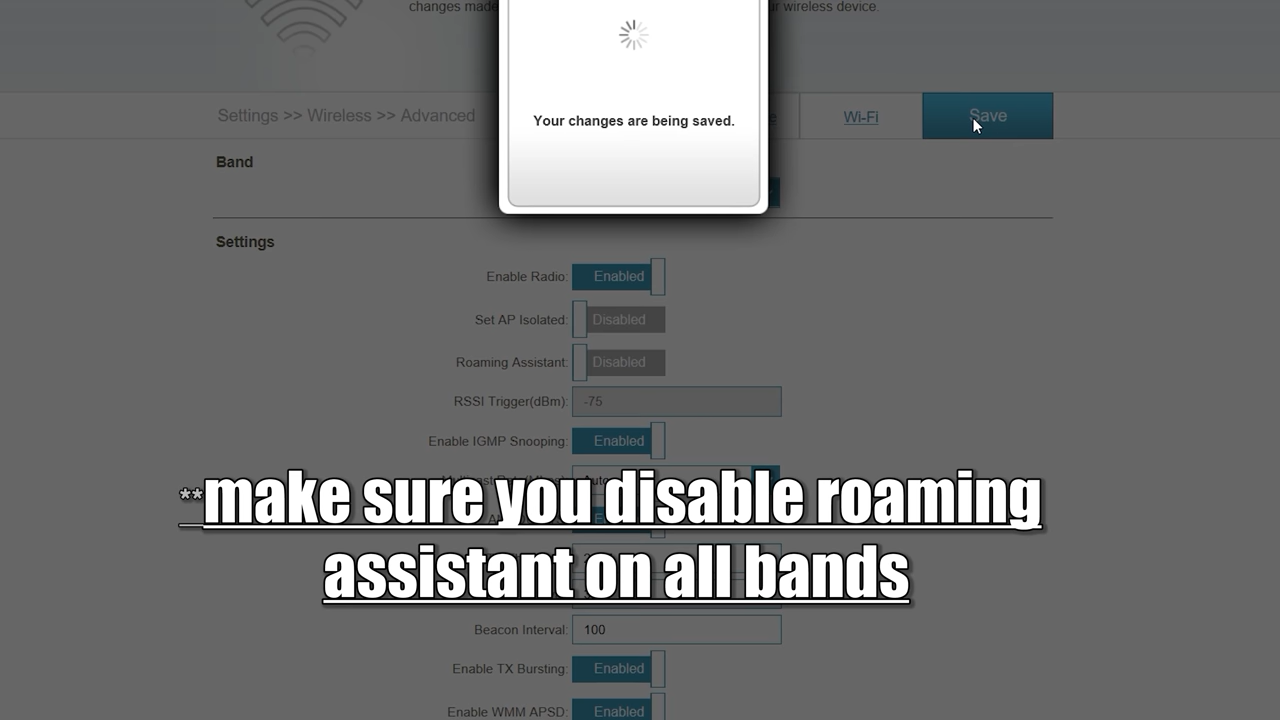 changes made
ur wireless device.
Your changes are being saved.
Settings >> Wireless >> Advanced
Wi-Fi
Save
Band
Settings
Enable Radio: Enabled
Set AP Isolated: Disabled
Roaming Assistant: Disabled
RSSI Trigger(dBm): -75
Enable IGMP Snooping: Enabled
**make sure you disable roaming
assistant on all bands
Beacon Interval: 100
Enable TX Bursting: Enabled
Enable WMM APSD: Enabled